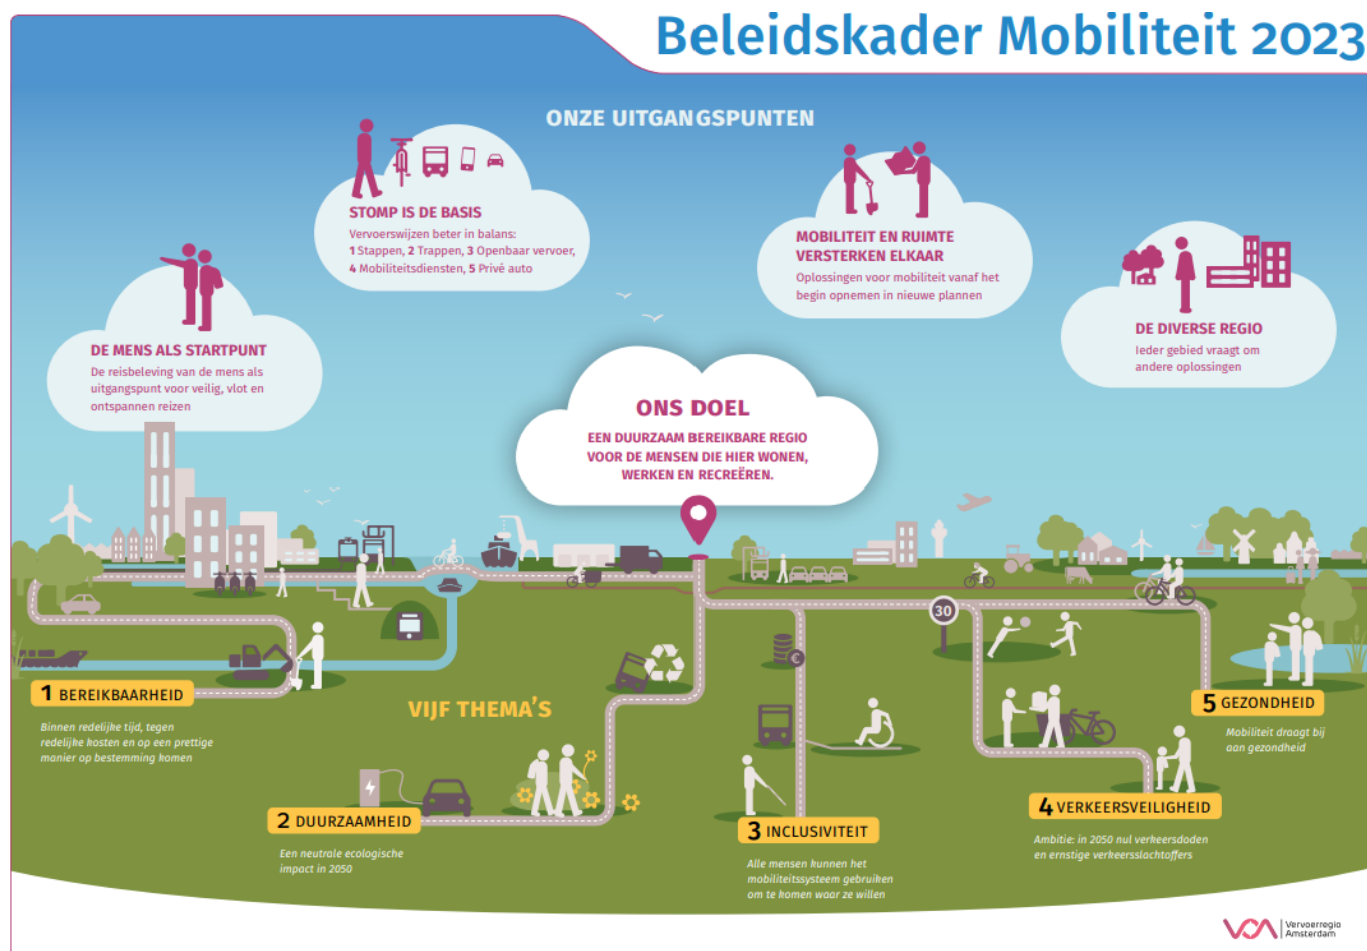 Beleidskader Mobiliteit 2023
ONZE UITGANGSPUNTEN
STOMP IS DE BASIS
Vervoerswijzen beter in balans:
1 Stappen, 2 Trappen, 3 Openbaar vervoer,
4 Mobiliteitsdiensten, 5 Privé auto
MOBILITEIT EN RUIMTE
VERSTERKEN ELKAAR
Oplossingen voor mobiliteit vanaf het
begin opnemen in nieuwe plannen
DE MENS ALS STARTPUNT
De reisbeleving van de mens als
uitgangspunt voor veilig, vlot en
ontspannen reizen
DE DIVERSE REGIO
Ieder gebied vraagt om
andere oplossingen
ONS DOEL
EEN DUURZAAM BEREIKBARE REGIO
VOOR DE MENSEN DIE HIER WONEN,
WERKEN EN RECREËREN.
30
€
VIJF THEMA'S
1 BEREIKBAARHEID
Binnen redelijke tijd, tegen
redelijke kosten en op een prettige
manier op bestemming komen
2 DUURZAAMHEID
Een neutrale ecologische
impact in 2050
3 INCLUSIVITEIT
Alle mensen kunnen het
mobiliteitssysteem gebruiken
om te komen waar ze willen
4 VERKEERSVEILIGHEID
Ambitie: in 2050 nul verkeersdoden
en ernstige verkeersslachtoffers
5 GEZONDHEID
Mobiliteit draagt bij
aan gezondheid
Vervoerregio
Amsterdam